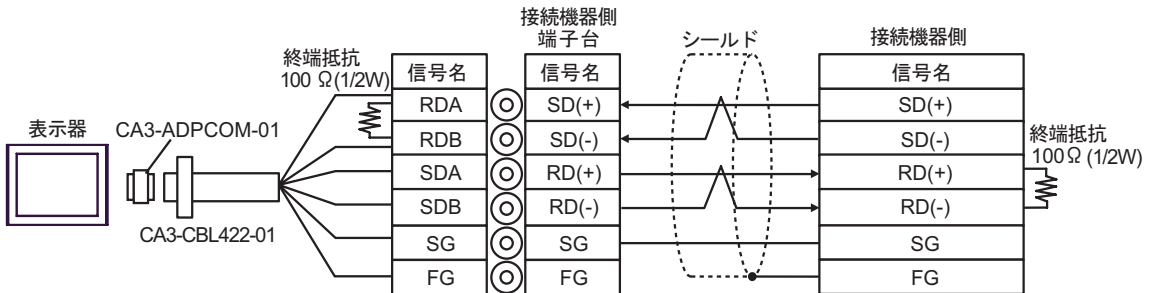 接続機器側
端子台
シールド
接続機器側
終端抵抗
100 Ω(1/2W)
信号名
信号名
信号名
RDA
SD(+)
SD(+)
表示器
CA3-ADPCOM-01
RDB
SD(-)
SD(-)
終端抵抗
100Ω (1/2W)
SDA
RD(+)
RD(+)
SDB
RD(-)
RD(-)
CA3-CBL422-01
SG
SG
SG
FG
FG
FG